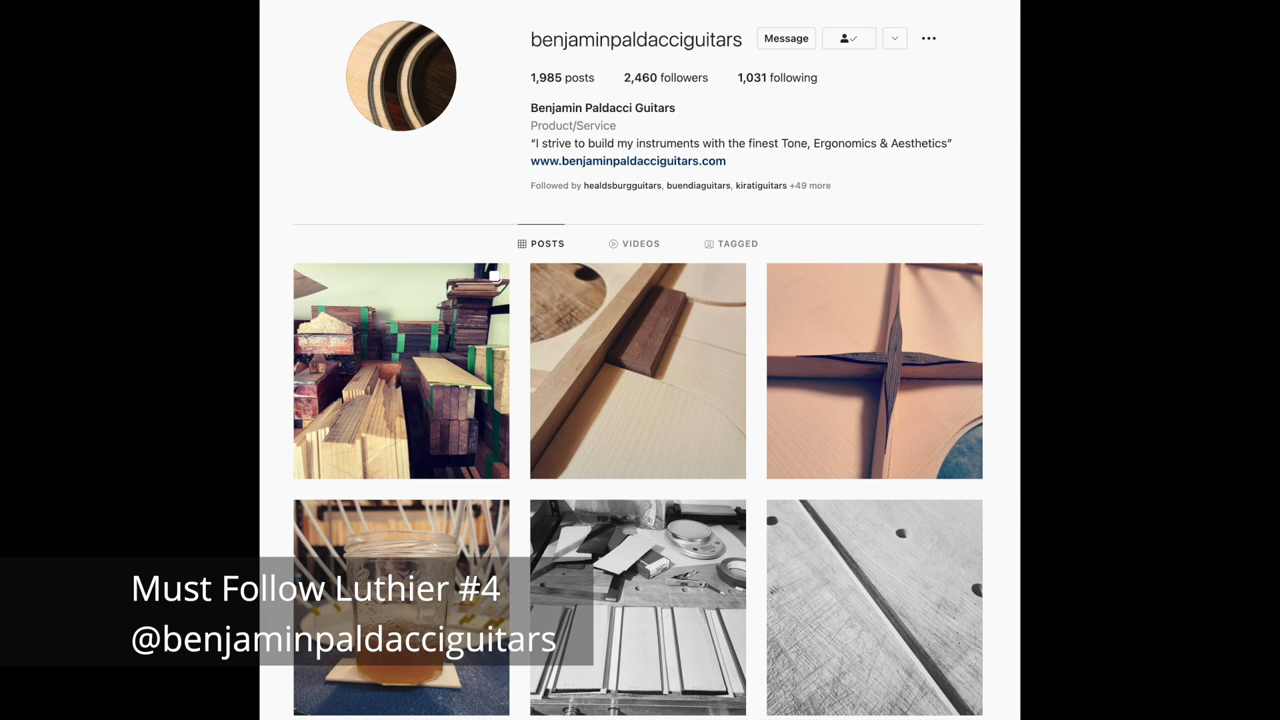 benjaminpaldacciguitars Message
1,985 posts 2,460 followers 1,031 following
Benjamin Paldacci Guitars
Product/Service
“I strive to build my instruments with the finest Tone, Ergonomics & Aesthetics”
www.benjaminpaldacciguitars.com
Followed by healdsburgguitars, buendiaguitars, kiratiguitars +49 more
POSTS VIDEOS TAGGED
Must Follow Luthier #4
@benjaminpaldacciguitars